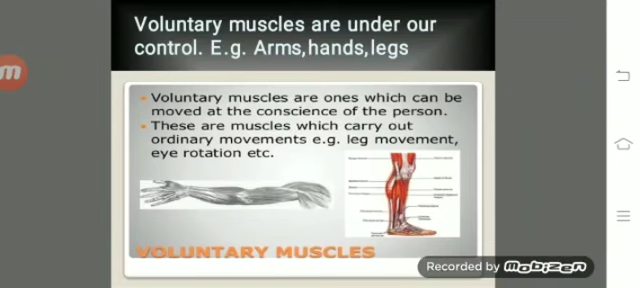 Voluntary muscles are under our
control. E.g. Arms,hands,legs
Voluntary muscles are ones which can be
moved at the conscience of the person.
These are muscles which carry out
ordinary movements e.g. leg movement,
eye rotation etc.
VOLUNTARY MUSCLES
Recorded by mobizen
m